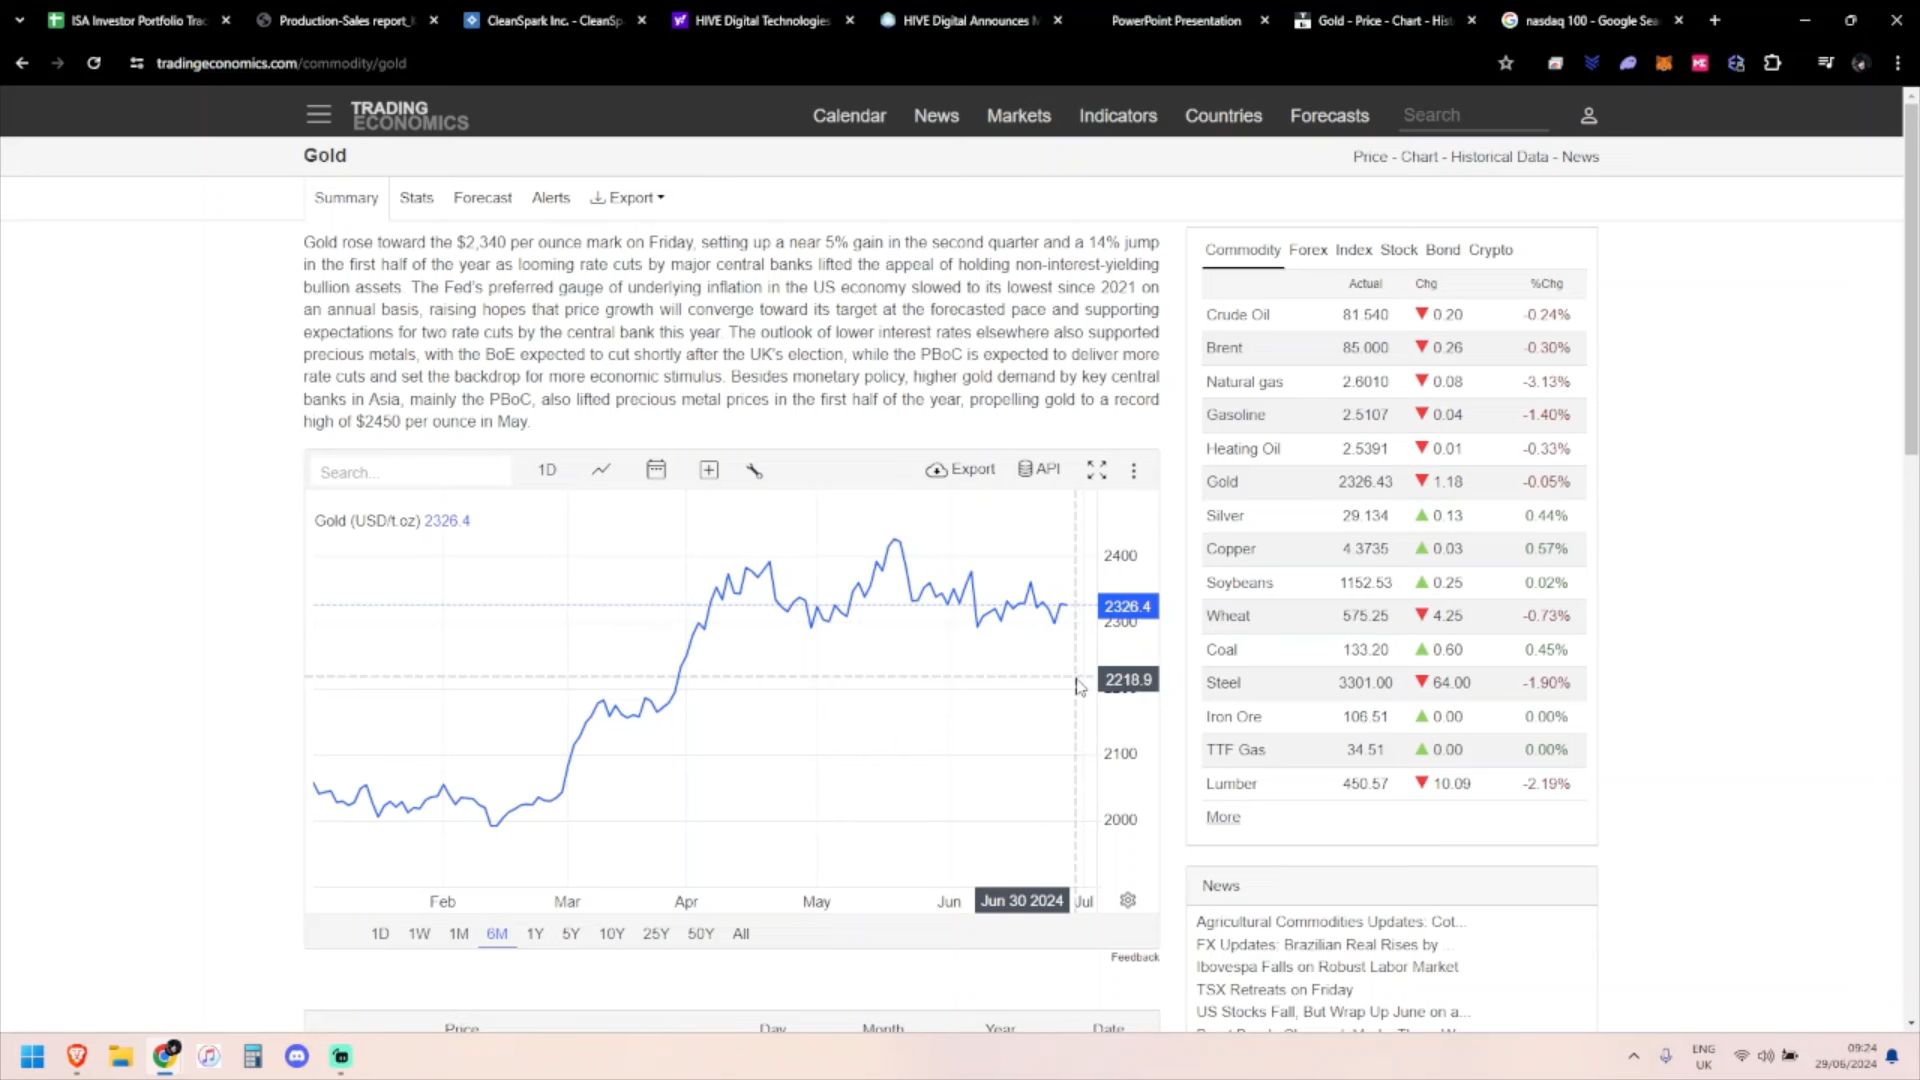 ISA Investor Portfolio Trac
Production-Sales report_
CleanSpark Inc. - CleanSp
HIVE Digital Technologies
HIVE Digital Announces M
PowerPoint Presentation
Gold - Price - Chart - Hist
nasdaq 100 - Google Sea
tradingeconomics.com/commodity/gold
TRADING
ECONOMICS
Calendar News Markets Indicators Countries Forecasts Search
Gold
Price - Chart - Historical Data - News
Summary Stats Forecast Alerts Export
Gold rose toward the $2,340 per ounce mark on Friday, setting up a near 5% gain in the second quarter and a 14% jump
in the first half of the year as looming rate cuts by major central banks lifted the appeal of holding non-interest-yielding
bullion assets. The Fed's preferred gauge of underlying inflation in the US economy slowed to its lowest since 2021 on
an annual basis, raising hopes that price growth will converge toward its target at the forecasted pace and supporting
expectations for two rate cuts by the central bank this year. The outlook of lower interest rates elsewhere also supported
precious metals, with the BoE expected to cut shortly after the UK's election, while the PBoC is expected to deliver more
rate cuts and set the backdrop for more economic stimulus. Besides monetary policy, higher gold demand by key central
banks in Asia, mainly the PBoC, also lifted precious metal prices in the first half of the year, propelling gold to a record
high of $2450 per ounce in May.
Search... 1D Export API
Gold (USD/t.oz) 2326.4
2400
2326.4
2300
2218.9
2100
2000
Feb Mar Apr May Jun Jun 30 2024 Jul
1D 1W 1M 6M 1Y 5Y 10Y 25Y 50Y All
Feedback
Price Day Month Year Date
Commodity Forex Index Stock Bond Crypto
Actual Chg %Chg
Crude Oil 81.540 0.20 -0.24%
Brent 85.000 0.26 -0.30%
Natural gas 2.6010 0.08 -3.13%
Gasoline 2.5107 0.04 -1.40%
Heating Oil 2.5391 0.01 -0.33%
Gold 2326.43 1.18 -0.05%
Silver 29.134 0.13 0.44%
Copper 4.3735 0.03 0.57%
Soybeans 1152.53 0.25 0.02%
Wheat 575.25 4.25 -0.73%
Coal 133.20 0.60 0.45%
Steel 3301.00 64.00 -1.90%
Iron Ore 106.51 0.00 0.00%
TTF Gas 34.51 0.00 0.00%
Lumber 450.57 10.09 -2.19%
More
News
Agricultural Commodities Updates: Cot...
FX Updates: Brazilian Real Rises by ...
Ibovespa Falls on Robust Labor Market
TSX Retreats on Friday
US Stocks Fall, But Wrap Up June on a...
ENG
UK
09:24
29/06/2024